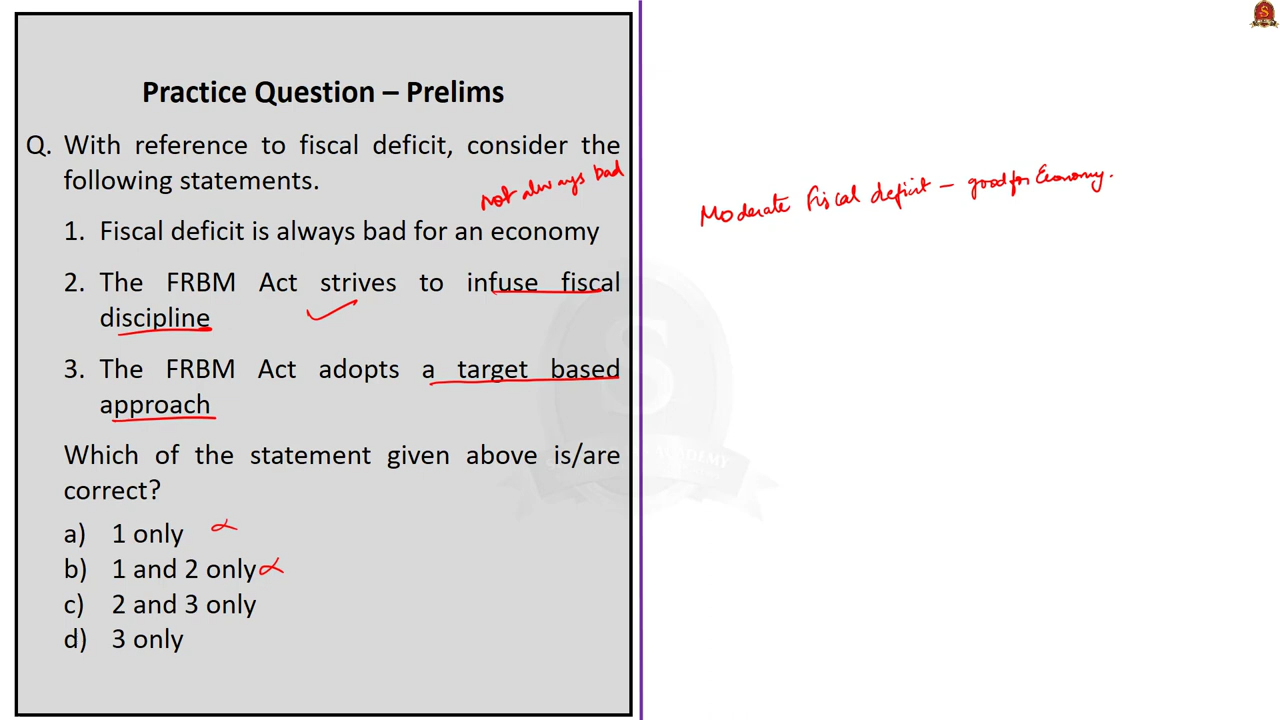 Practice Question – Prelims
Q. With reference to fiscal deficit, consider the
following statements.
not always bad
1. Fiscal deficit is always bad for an economy
2. The FRBM Act strives to infuse fiscal
discipline
3. The FRBM Act adopts a target based
approach
Which of the statement given above is/are
correct?
a) 1 only
b) 1 and 2 only
c) 2 and 3 only
d) 3 only
Moderate fiscal deficit – good for Economy.
S
EMY